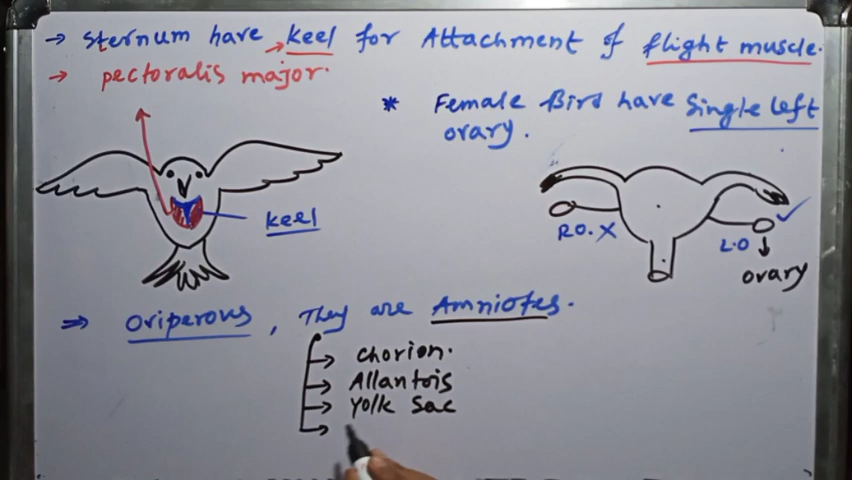 → Sternum have → keel for Attachment of flight muscle.
→ pectoralis major.
* Female Bird have Single left
ovary.
keel
R.O. X
L.O
ovary
⇒ Oviperous, They are Amniotes.
→ chorion.
→ Allantois
→ Yolk Sac
→